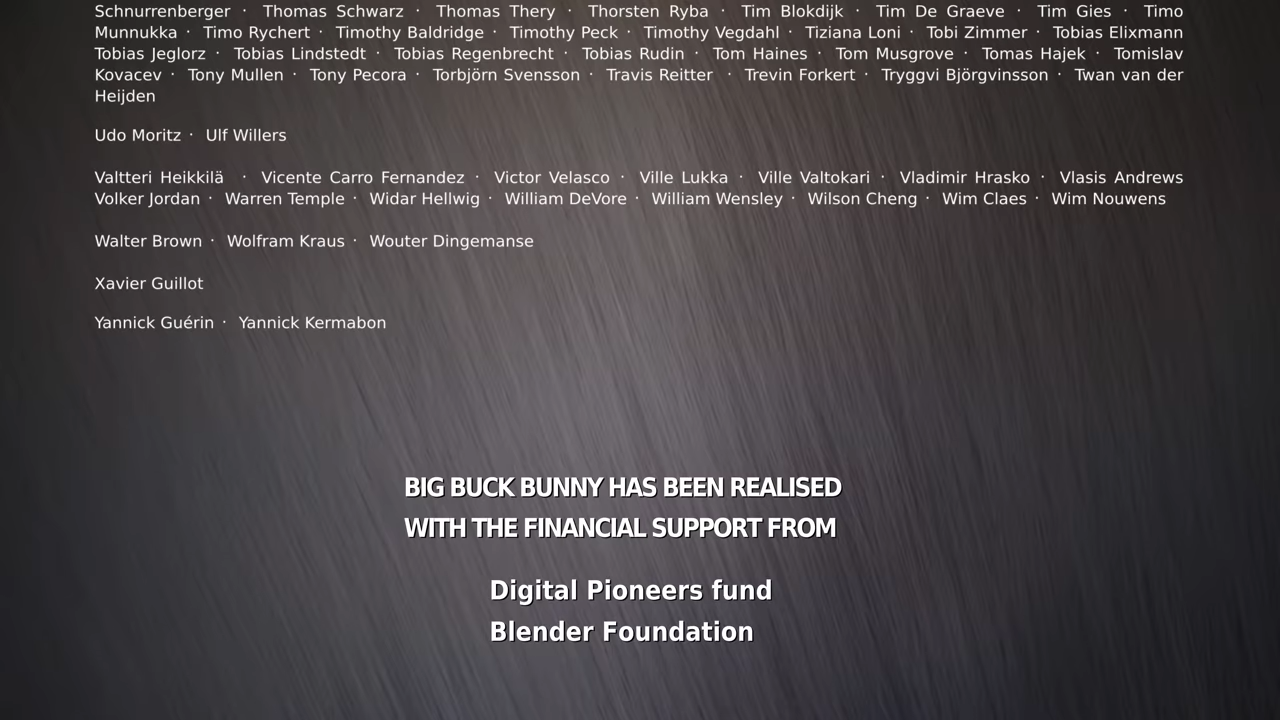 Schnurrenberger · Thomas Schwarz · Thomas Thery · Thorsten Ryba · Tim Blokdijk · Tim De Graeve · Tim Gies · Timo
Munnukka · Timo Rychert · Timothy Baldridge · Timothy Peck · Timothy Vegdahl · Tiziana Loni · Tobi Zimmer · Tobias Elixmann
Tobias Jeglorz · Tobias Lindstedt · Tobias Regenbrecht · Tobias Rudin · Tom Haines · Tom Musgrove · Tomas Hajek · Tomislav
Kovacev · Tony Mullen · Tony Pecora · Torbjörn Svensson · Travis Reitter · Trevin Forkert · Tryggvi Björgvinsson · Twan van der
Heijden
Udo Moritz · Ulf Willers
Valtteri Heikkilä · Vicente Carro Fernandez · Victor Velasco · Ville Lukka · Ville Valtokari · Vladimir Hrasko · Vlasis Andrews
Volker Jordan · Warren Temple · Widar Hellwig · William DeVore · William Wensley · Wilson Cheng · Wim Claes · Wim Nouwens
Walter Brown · Wolfram Kraus · Wouter Dingemanse
Xavier Guillot
Yannick Guérin · Yannick Kermabon
BIG BUCK BUNNY HAS BEEN REALISED
WITH THE FINANCIAL SUPPORT FROM
Digital Pioneers fund
Blender Foundation